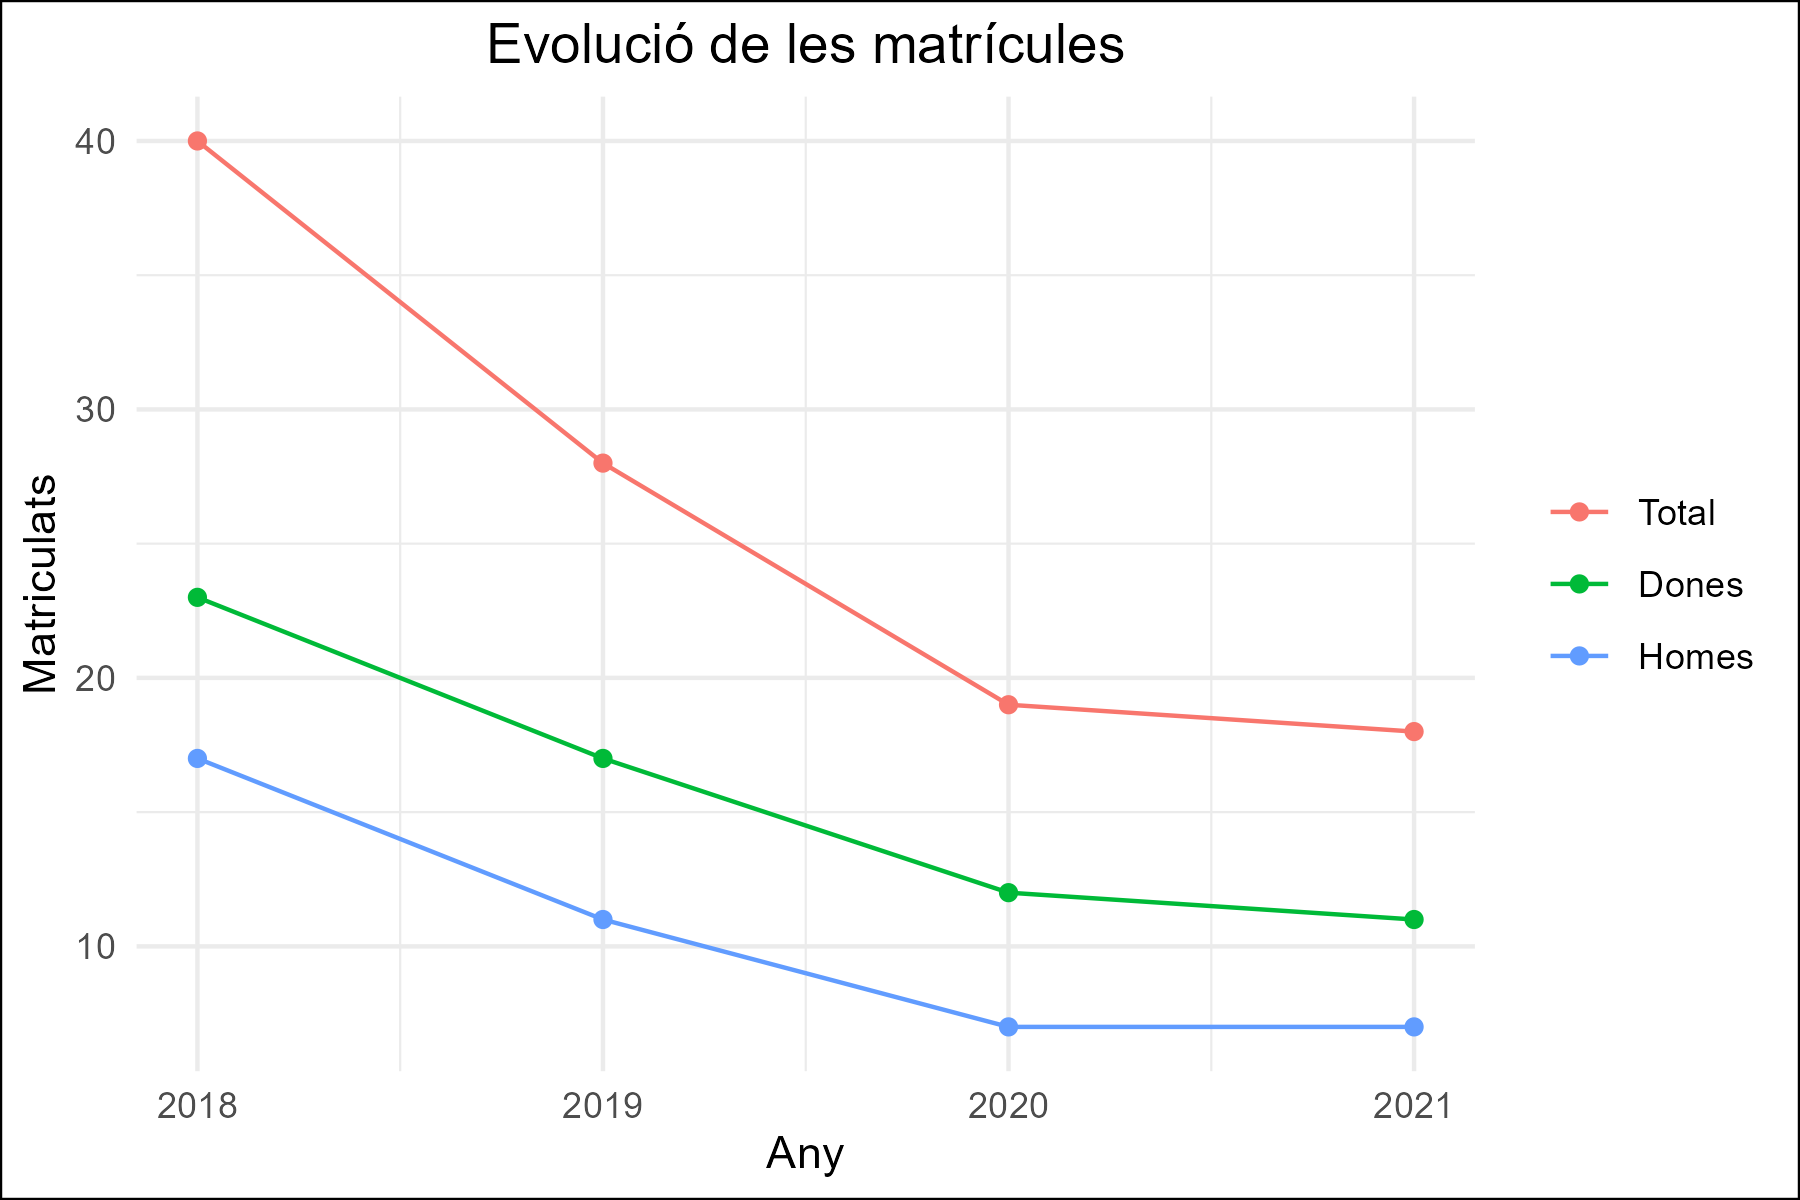 Evolució de les matrícules
40
30
20
10
Matriculats
2018
2019
2020
2021
Any
Total
Dones
Homes